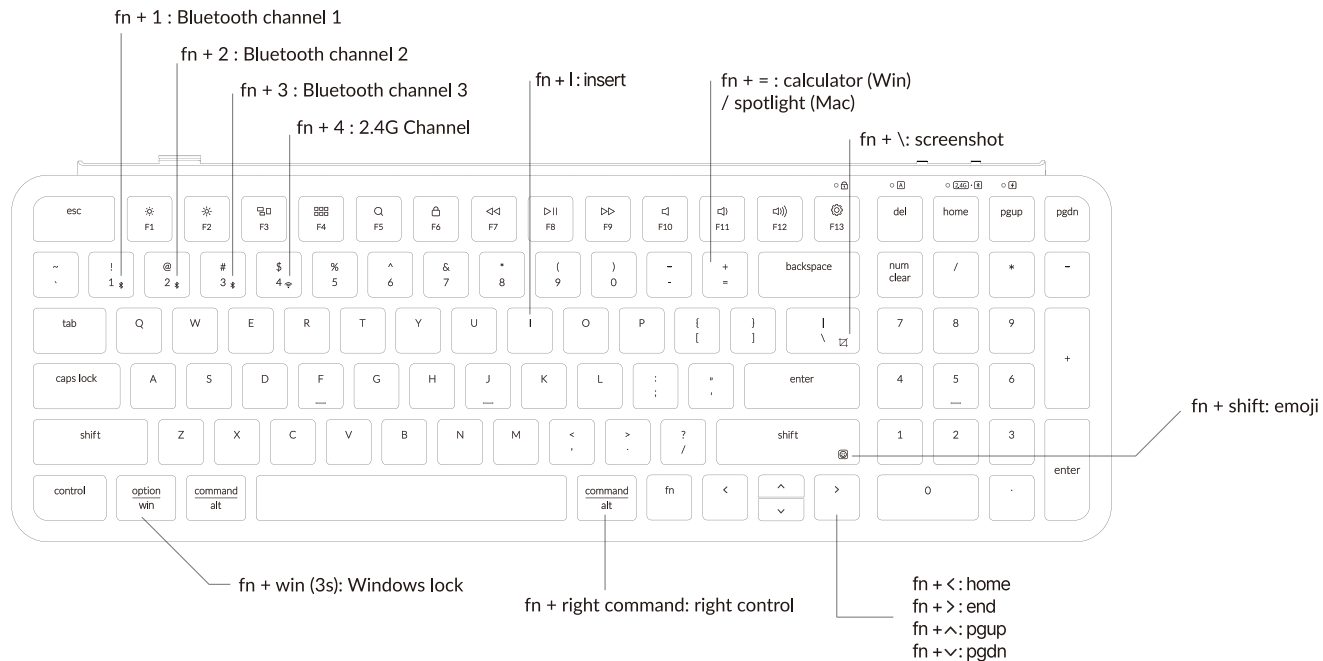 fn + 1 : Bluetooth channel 1
fn + 2 : Bluetooth channel 2
fn + 3 : Bluetooth channel 3
fn + 4 : 2.4G Channel
fn + I : insert
fn + = : calculator (Win)
/ spotlight (Mac)
fn + \: screenshot
A 2.4G
esc F1 F2 F3 F4 F5 F6 F7 F8 F9 F10 F11 F12 F13 del home pgup pgdn
~ ! @ # $ % ^ & * ( ) – + backspace num / * –
` 1 2 3 4 5 6 7 8 9 0 - = clear
tab Q W E R T Y U I O P { } | 7 8 9 +
[ ] \
caps lock A S D F G H J K L : " enter 4 5 6
; '
fn + shift: emoji
shift Z X C V B N M < > ? shift 1 2 3 enter
, . /
control option command command fn < ^ > 0 .
win alt alt v
fn + win (3s): Windows lock
fn + right command: right control
fn + <: home
fn + >: end
fn + ^: pgup
fn + v: pgdn